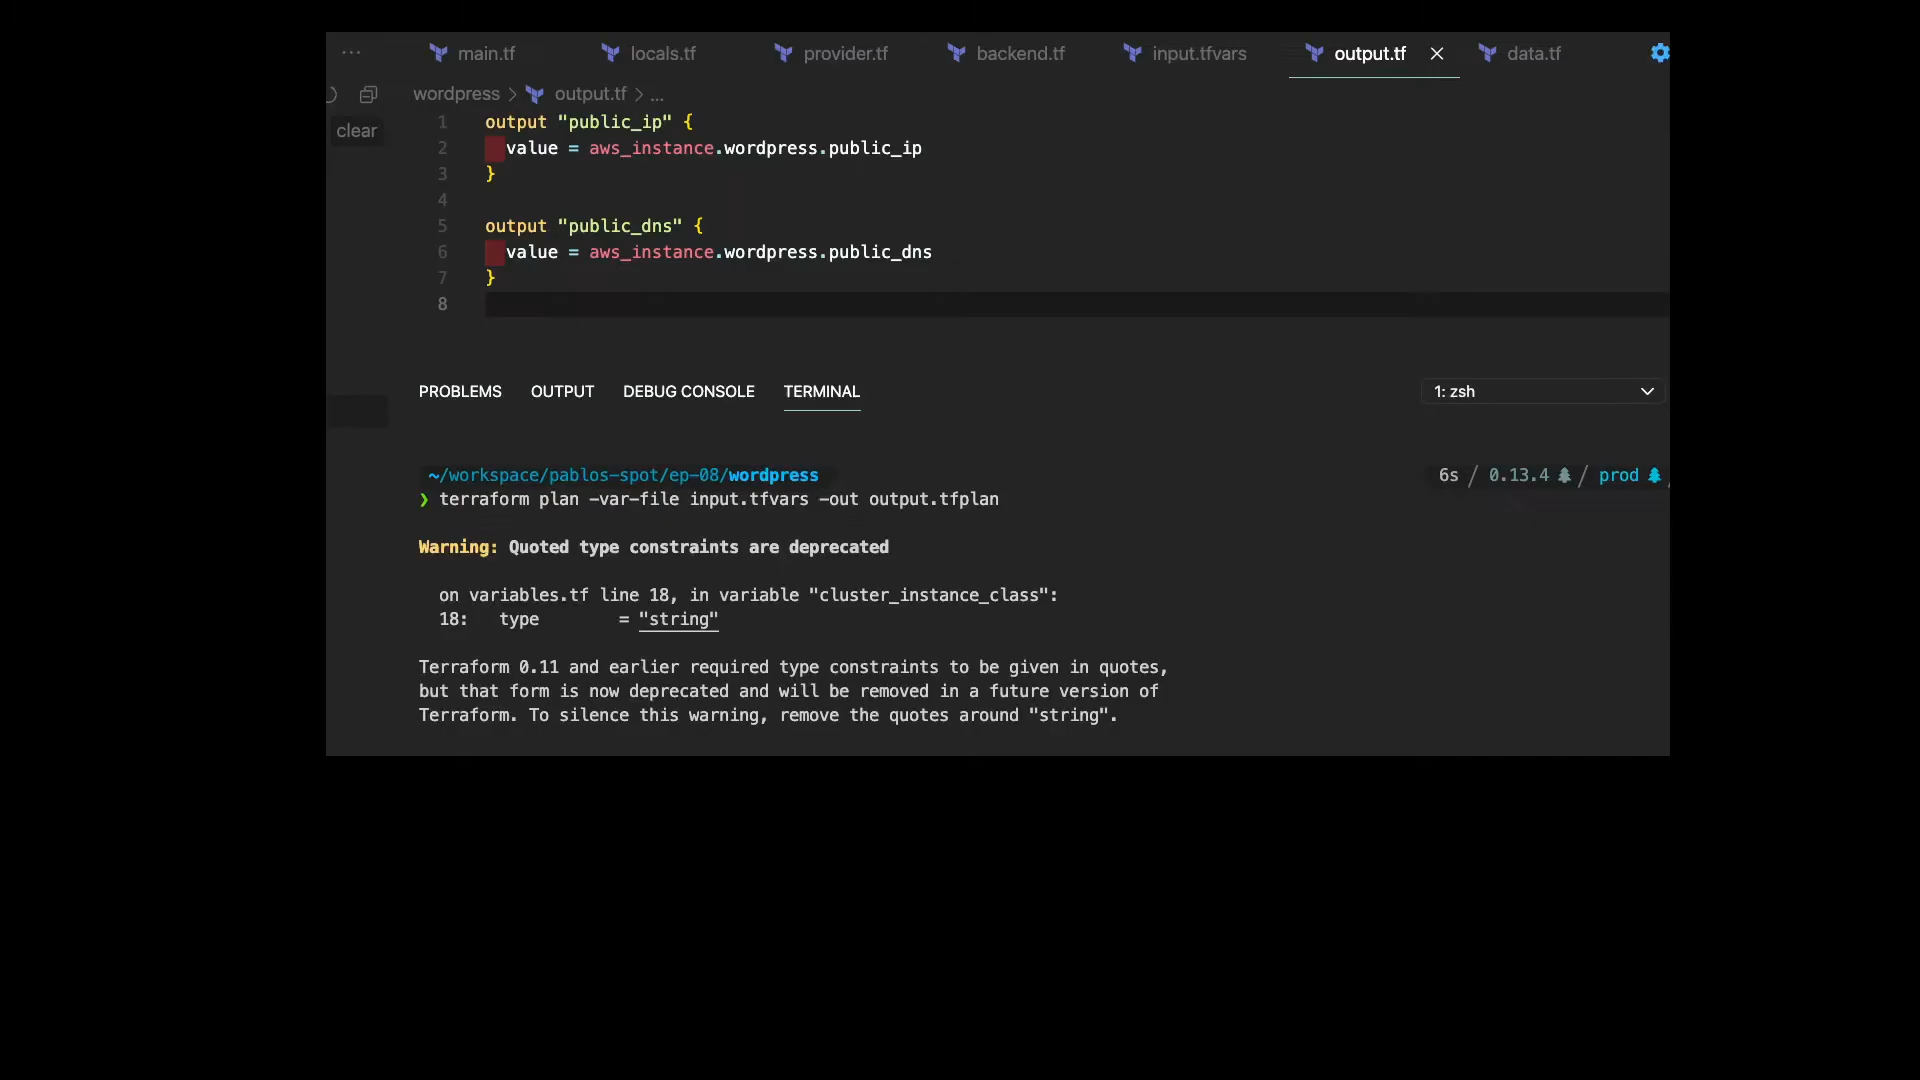 ··· main.tf locals.tf provider.tf backend.tf input.tfvars output.tf data.tf
wordpress > output.tf > ...
clear
1 output "public_ip" {
2 value = aws_instance.wordpress.public_ip
3 }
4
5 output "public_dns" {
6 value = aws_instance.wordpress.public_dns
7 }
8
PROBLEMS OUTPUT DEBUG CONSOLE TERMINAL 1: zsh
~/workspace/pablos-spot/ep-08/wordpress 6s / 0.13.4 / prod
❯ terraform plan -var-file input.tfvars -out output.tfplan
Warning: Quoted type constraints are deprecated
on variables.tf line 18, in variable "cluster_instance_class":
18: type = "string"
Terraform 0.11 and earlier required type constraints to be given in quotes,
but that form is now deprecated and will be removed in a future version of
Terraform. To silence this warning, remove the quotes around "string".